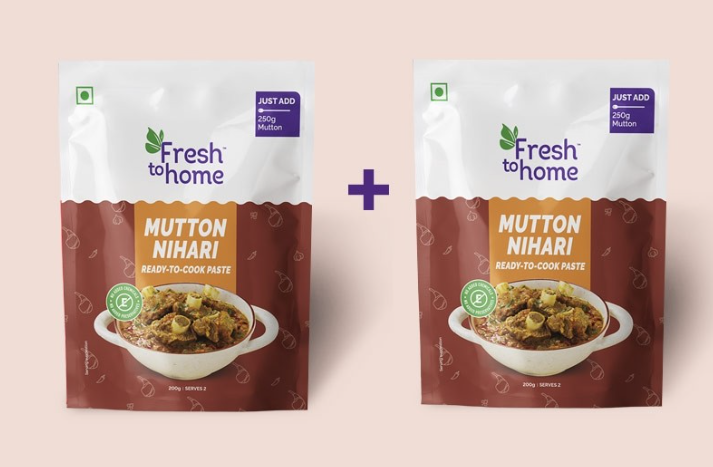 JUST ADD
250g
Mutton
Fresh
to home
MUTTON
NIHARI
READY-TO-COOK PASTE
200g | SERVES 2
+
JUST ADD
250g
Mutton
Fresh
to home
MUTTON
NIHARI
READY-TO-COOK PASTE
200g | SERVES 2